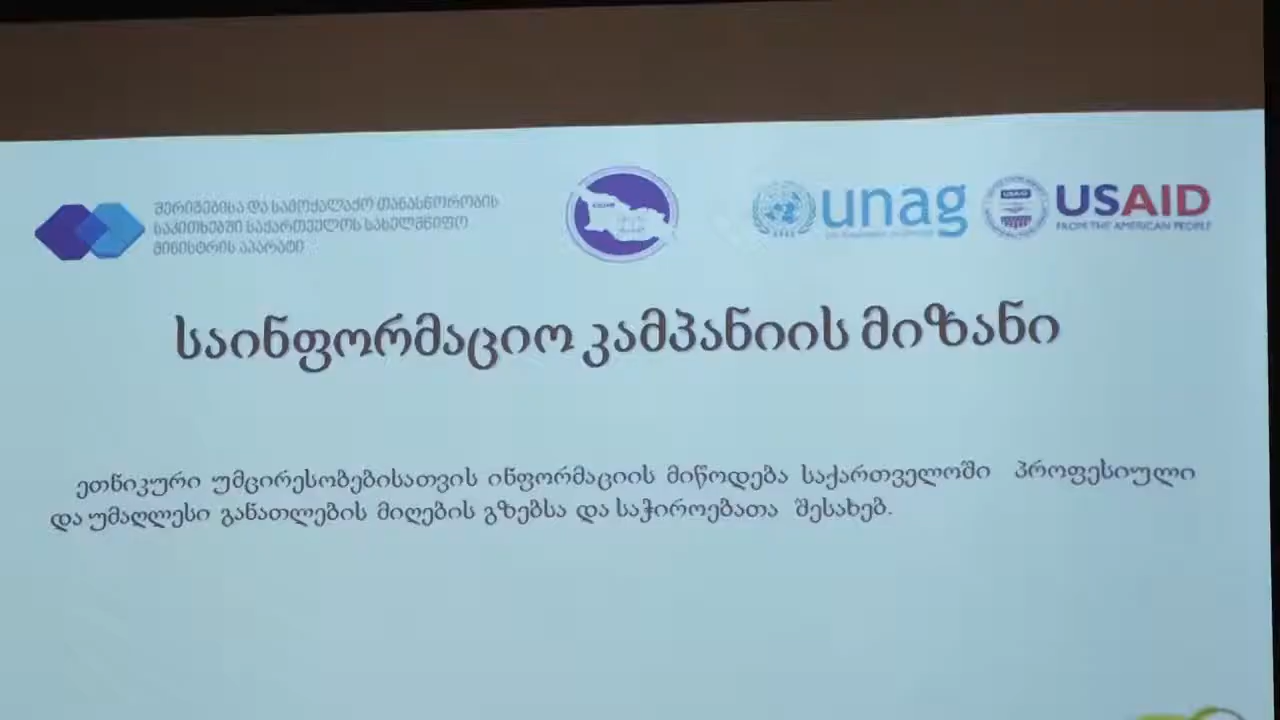 შერიგებისა და სამოქალაქო თანასწორობის
საკითხებში საქართველოს სახელმწიფო
მინისტრის აპარატი
unag
USAID
USAID
FROM THE AMERICAN PEOPLE
საინფორმაციო კამპანიის მიზანი
ეთნიკური უმცირესობებისათვის ინფორმაციის მიწოდება საქართველოში პროფესიული
და უმაღლესი განათლების მიღების გზებსა და საჭიროებათა შესახებ.